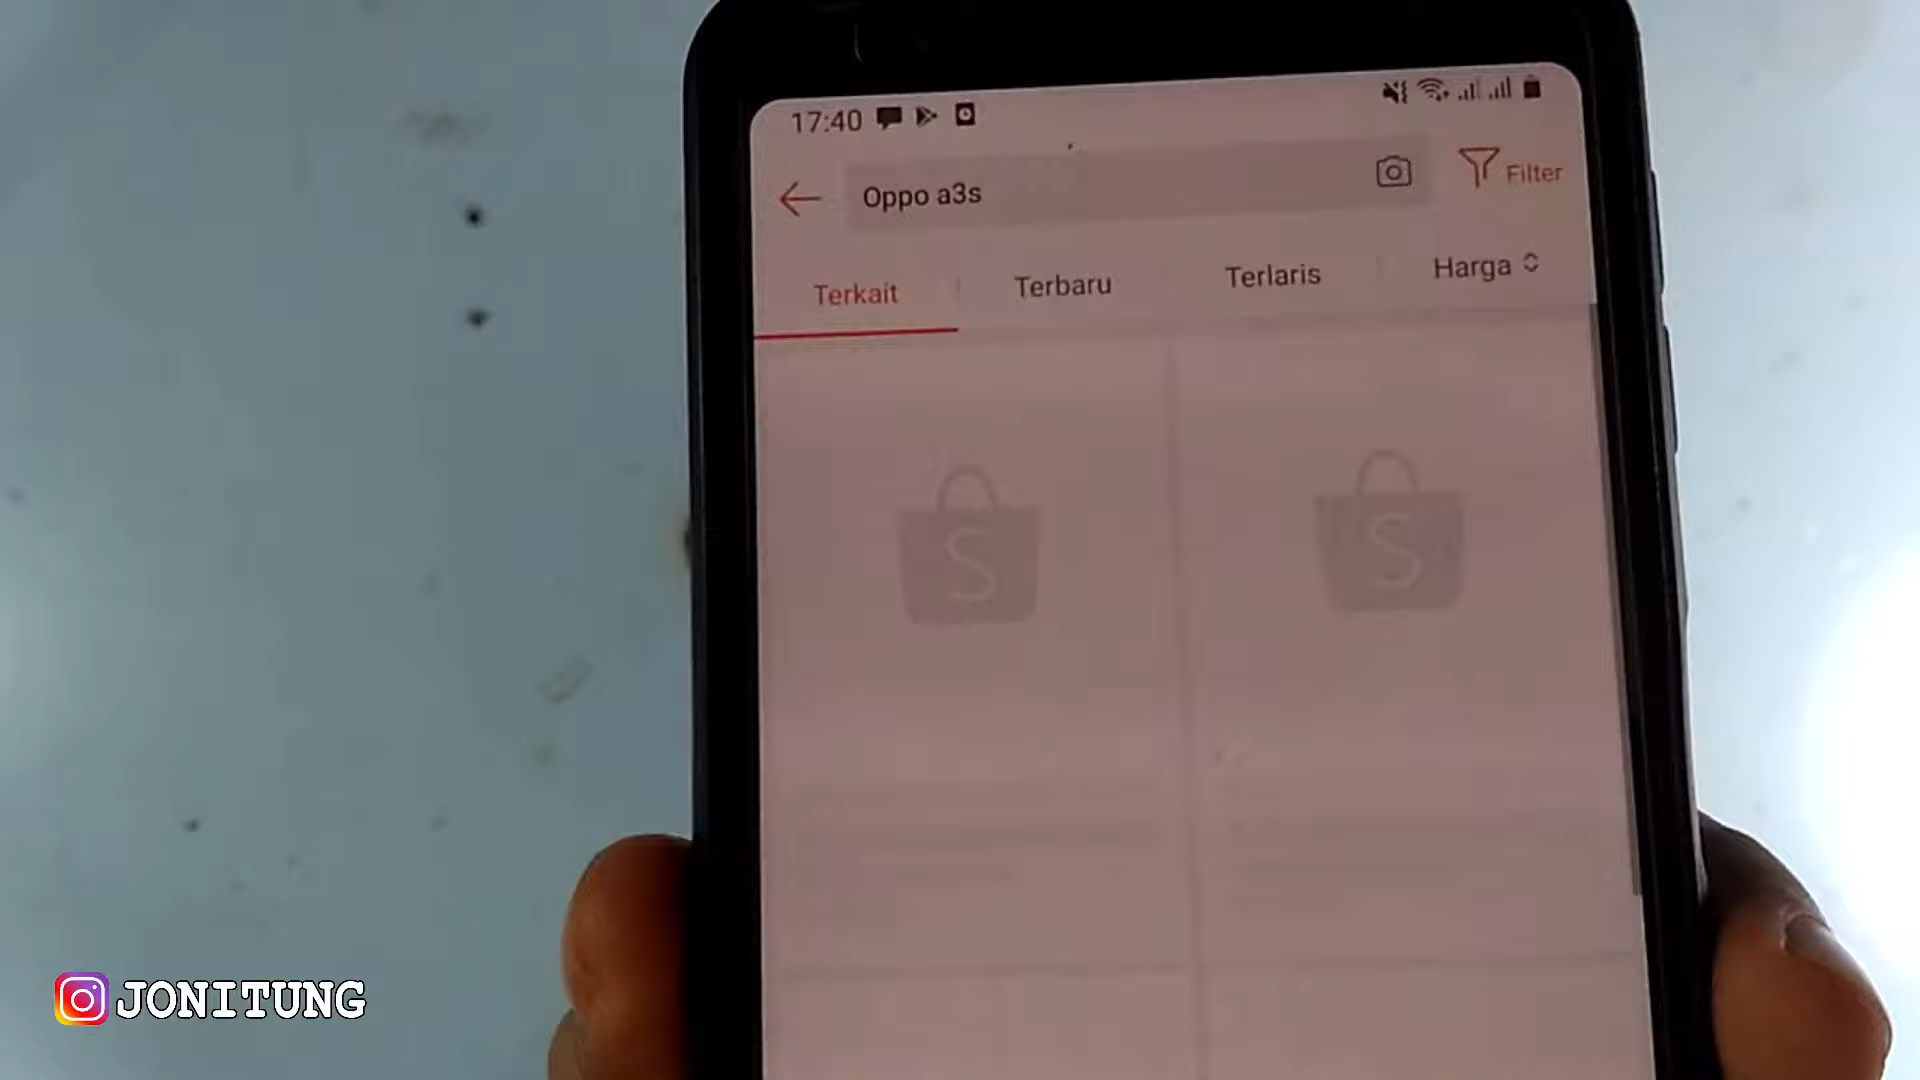 17:40
Oppo a3s
Filter
Terkait
Terbaru
Terlaris
Harga
S
S
JONITUNG